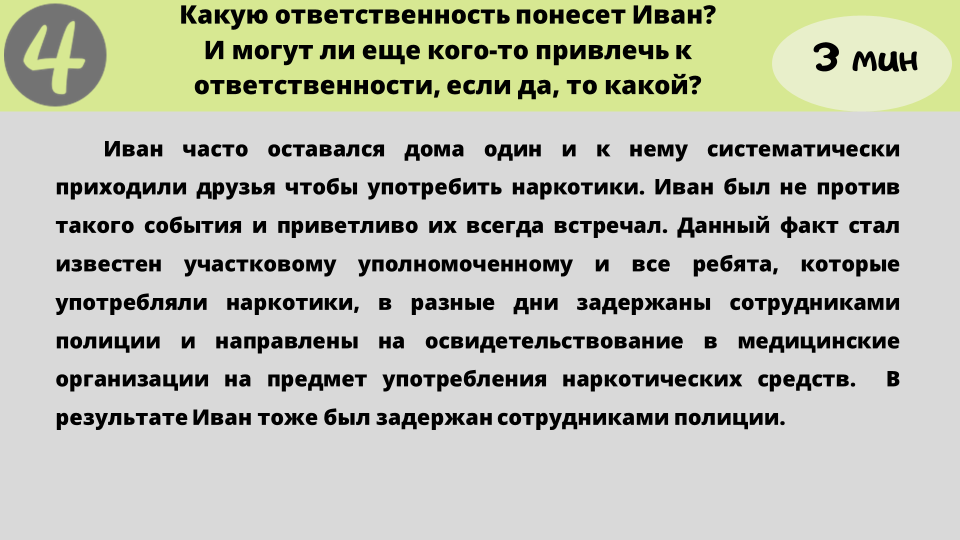 4
Какую ответственность понесет Иван?
И могут ли еще кого-то привлечь к
ответственности, если да, то какой?
3 мин
Иван часто оставался дома один и к нему систематически
приходили друзья чтобы употребить наркотики. Иван был не против
такого события и приветливо их всегда встречал. Данный факт стал
известен участковому уполномоченному и все ребята, которые
употребляли наркотики, в разные дни задержаны сотрудниками
полиции и направлены на освидетельствование в медицинские
организации на предмет употребления наркотических средств. В
результате Иван тоже был задержан сотрудниками полиции.